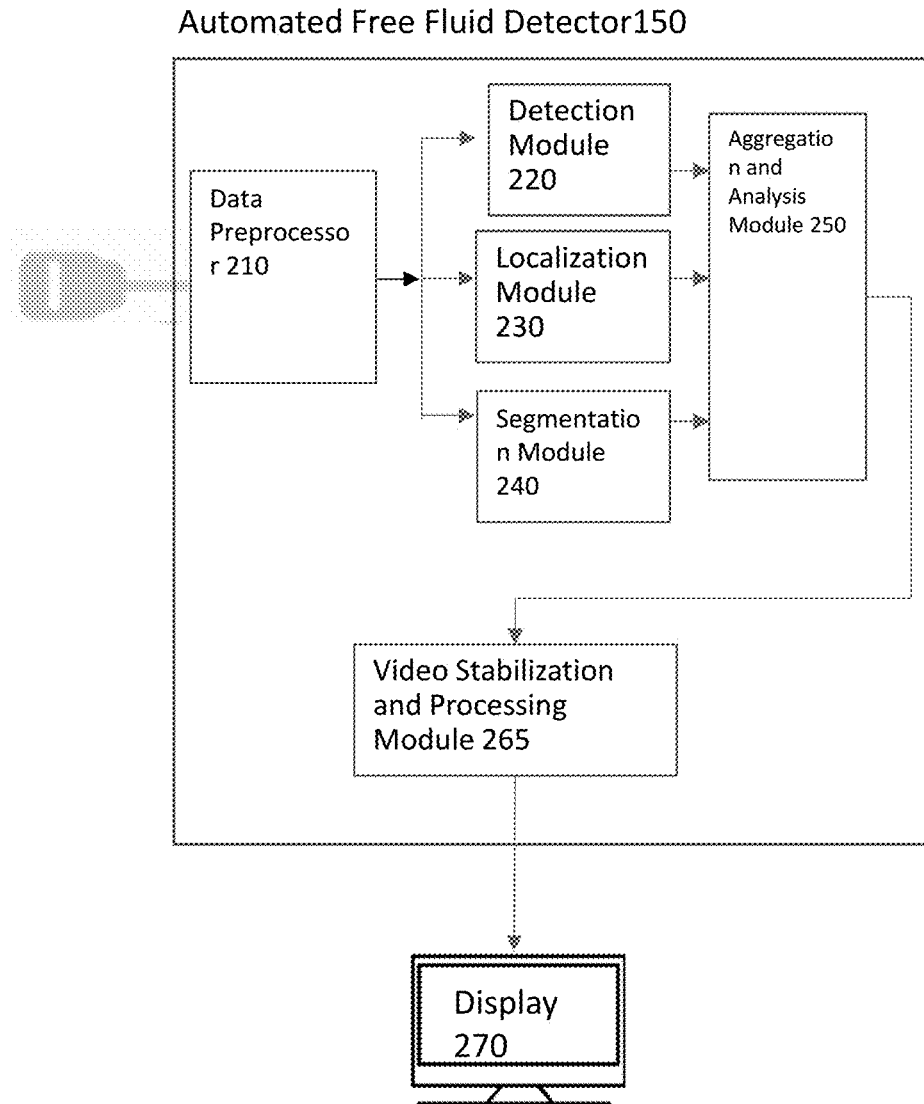 Automated Free Fluid Detector150
Detection
Module
220
Aggregatio
n and
Analysis
Module 250
Data
Preprocesso
r 210
Localization
Module
230
Segmentatio
n Module
240
Video Stabilization
and Processing
Module 265
Display
270